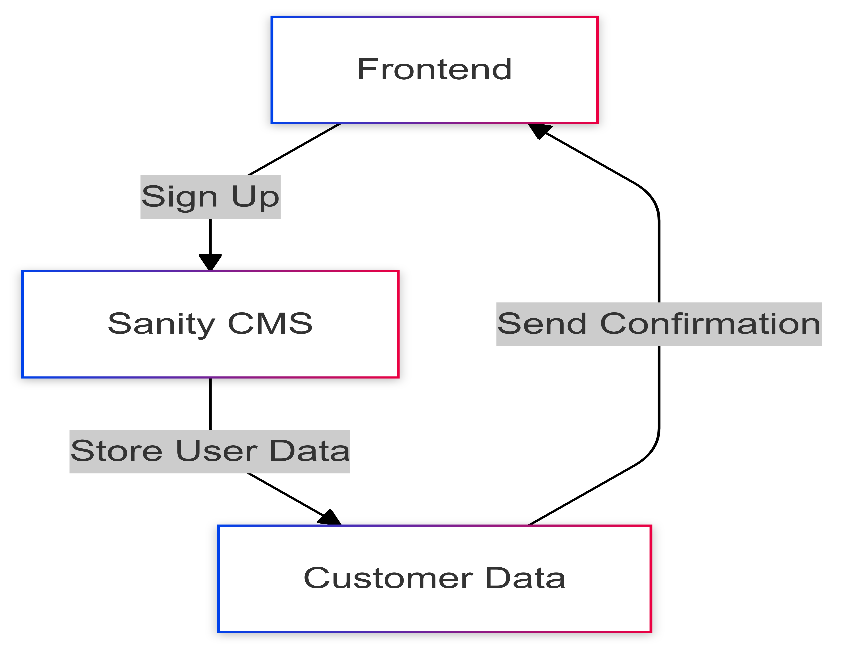 Frontend
Sign Up
Sanity CMS
Send Confirmation
Store User Data
Customer Data